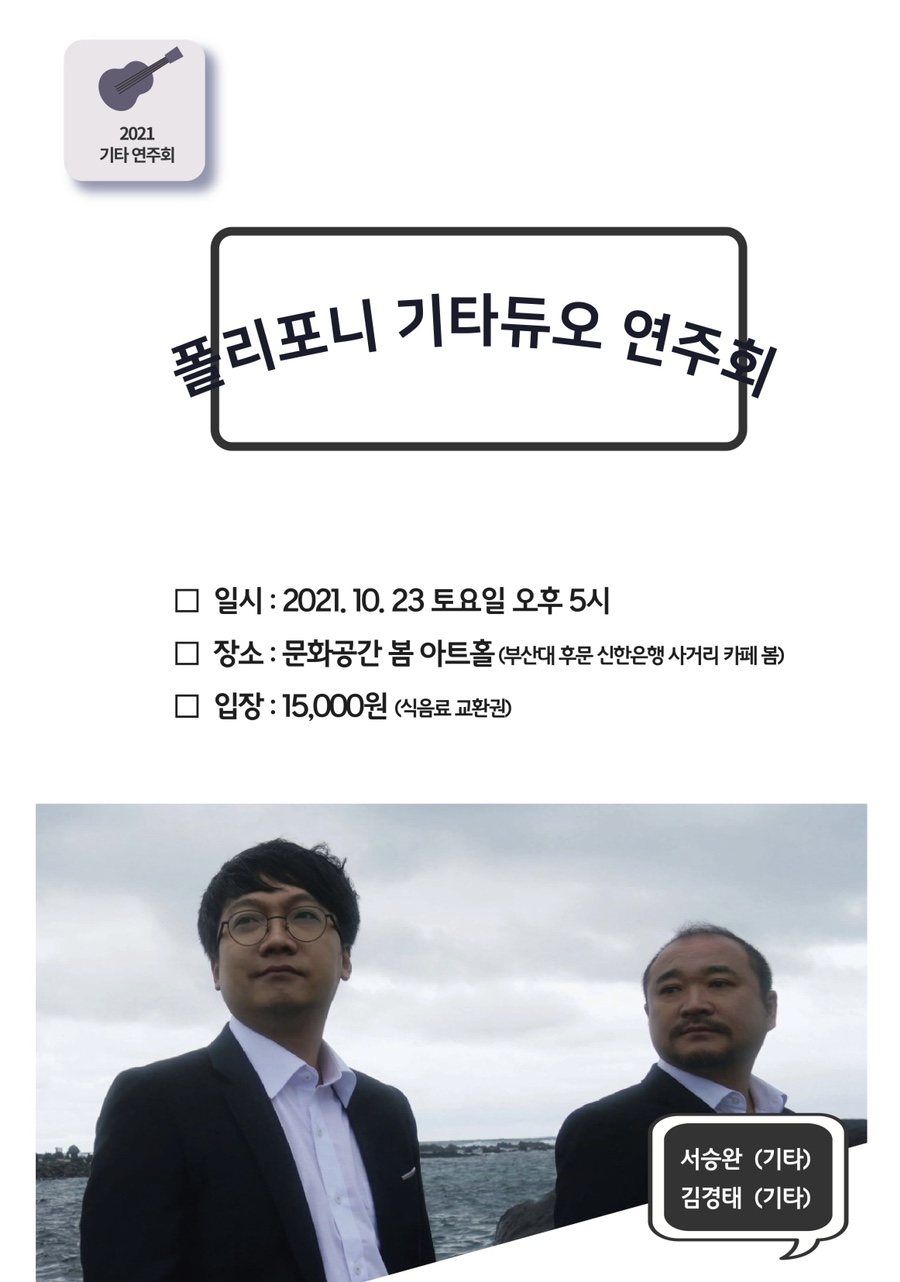 2021
기타 연주회
폴리포니 기타듀오 연주회
□ 일시 : 2021. 10. 23 토요일 오후 5시
□ 장소 : 문화공간 봄 아트홀 (부산대 후문 신한은행 사거리 카페 봄)
□ 입장 : 15,000원 (식음료 교환권)
서승완 (기타)
김경태 (기타)